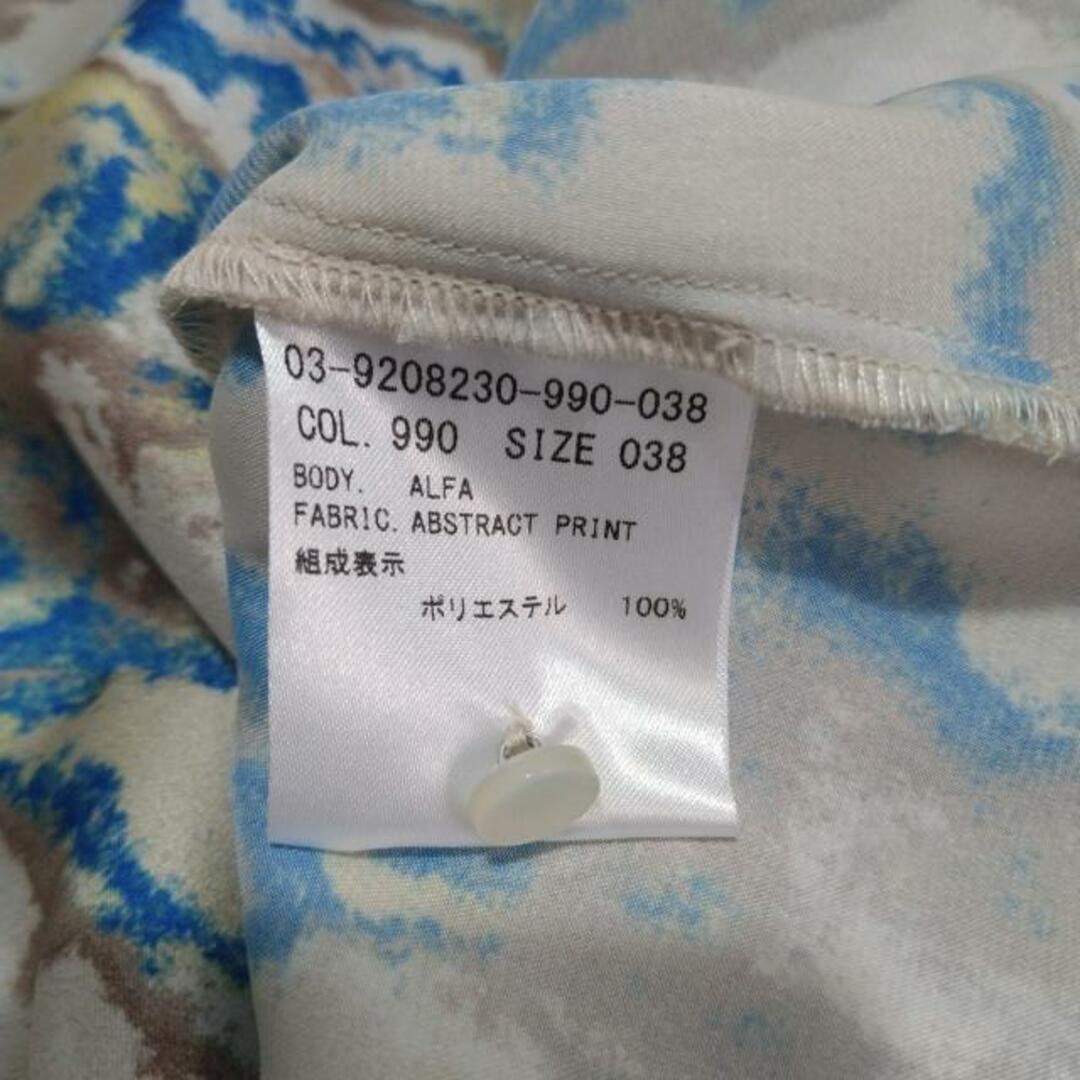 03-9208230-990-038
COL. 990 SIZE 038
BODY. ALFA
FABRIC. ABSTRACT PRINT
組成表示
ポリエステル 100%